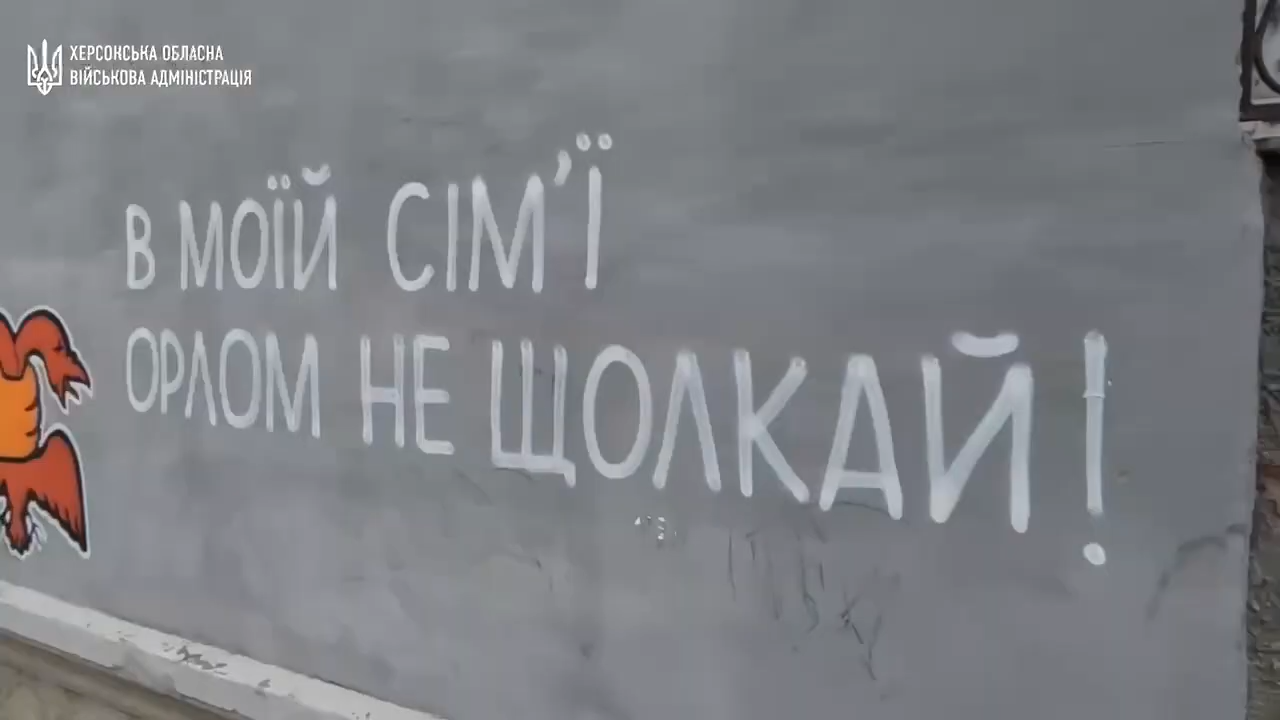 ХЕРСОНСЬКА ОБЛАСНА
ВІЙСЬКОВА АДМІНІСТРАЦІЯ
В МОЇЙ СІМ'Ї
ОРЛОМ НЕ ЩОЛКАЙ!